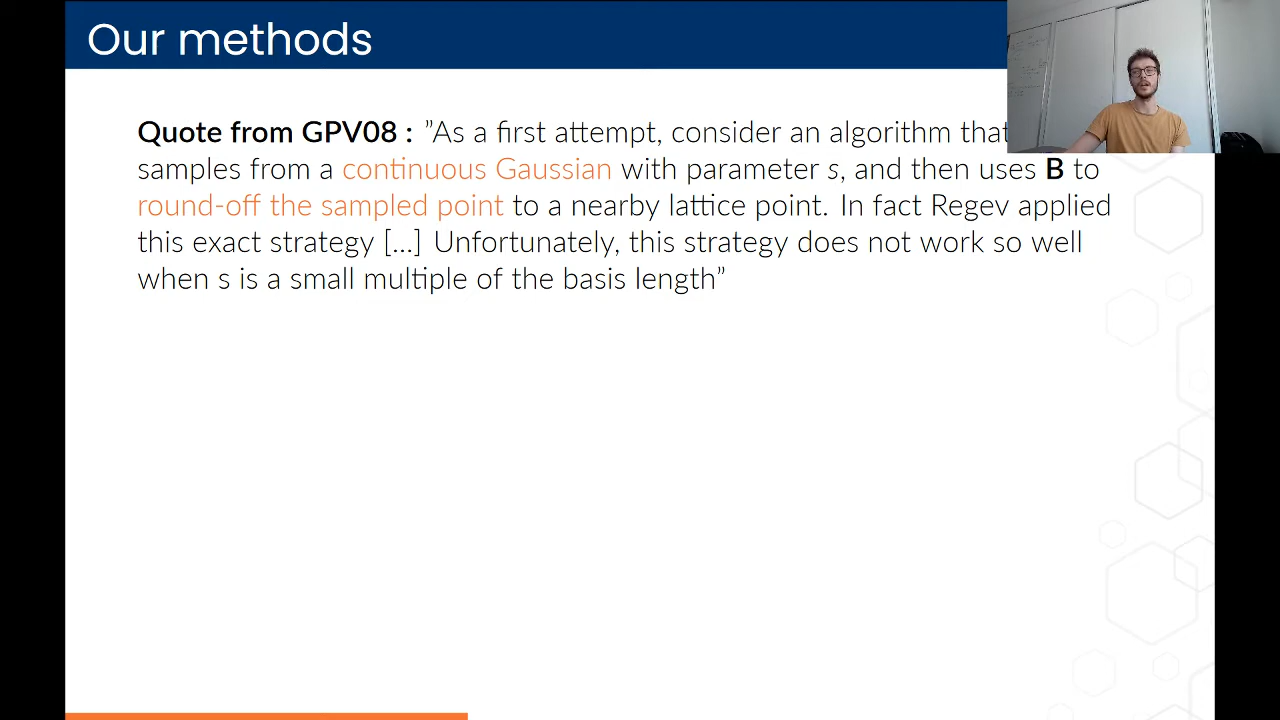 Our methods
Quote from GPV08 : ”As a first attempt, consider an algorithm that
samples from a continuous Gaussian with parameter s, and then uses B to
round-off the sampled point to a nearby lattice point. In fact Regev applied
this exact strategy [...] Unfortunately, this strategy does not work so well
when s is a small multiple of the basis length”